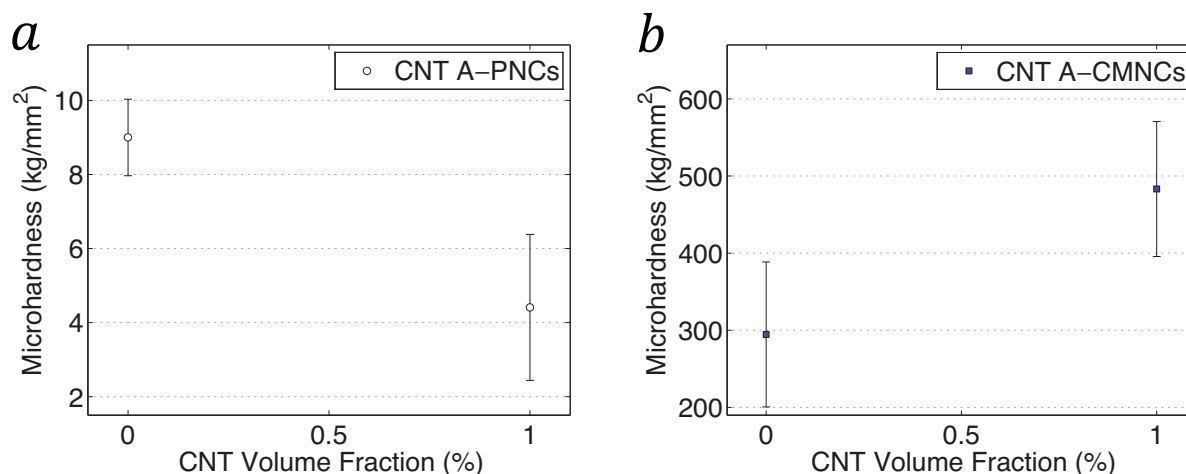 a
CNT A–PNCs
Microhardness (kg/mm²)
10
8
6
4
2
0
0.5
1
CNT Volume Fraction (%)
b
CNT A–CMNCs
Microhardness (kg/mm²)
600
500
400
300
200
0
0.5
1
CNT Volume Fraction (%)